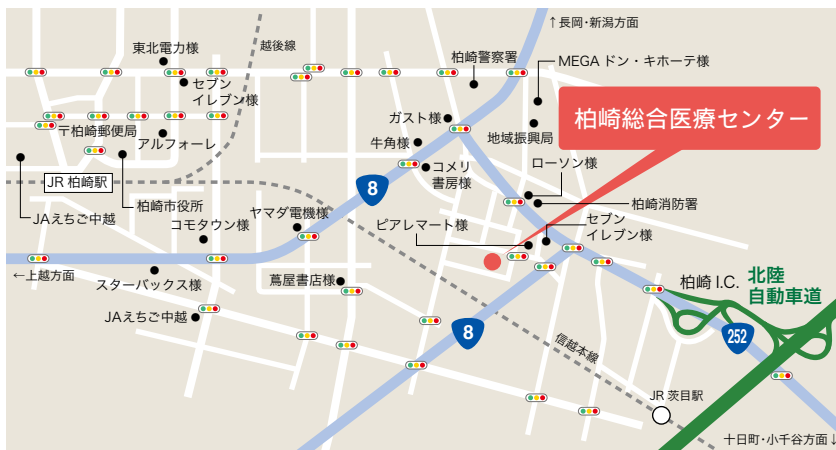 ↑長岡・新潟方面
東北電力様
越後線
柏崎警察署
MEGAドン・キホーテ様
セブン
イレブン様
ガスト様
柏崎総合医療センター
〒柏崎郵便局
アルフォーレ
牛角様
地域振興局
コメリ
書房様
ローソン様
JR 柏崎駅
8
柏崎市役所
柏崎消防署
JAえちご中越
コモタウン様
ヤマダ電機様
ピアレマート様
セブン
イレブン様
←上越方面
スターバックス様
蔦屋書店様
柏崎 I.C.
北陸
自動車道
JAえちご中越
8
信越本線
252
JR 茨目駅
十日町・小千谷方面↓